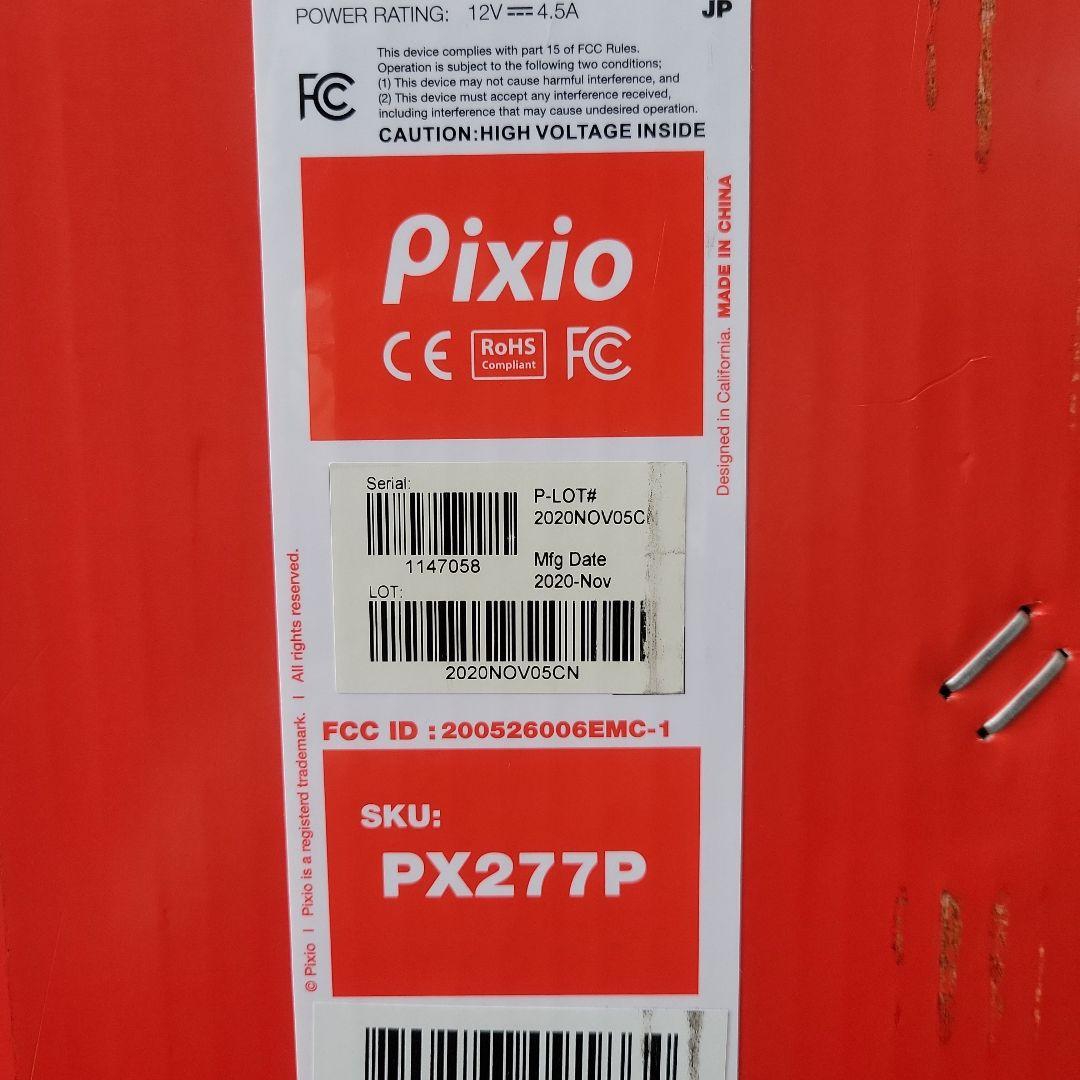 POWER RATING: 12V⎓4.5A
JP
This device complies with part 15 of FCC Rules.
Operation is subject to the following two conditions;
(1) This device may not cause harmful interference, and
(2) This device must accept any interference received,
including interference that may cause undesired operation.
FC
CAUTION:HIGH VOLTAGE INSIDE
Pixio
CE
RoHS
Compliant
FC
Designed in California. MADE IN CHINA
Serial:
1147058
P-LOT#
2020NOV05C
Mfg Date
2020-Nov
LOT:
2020NOV05CN
FCC ID : 200526006EMC-1
© Pixio I Pixio is a registerd trademark. I All rights reserved.
SKU:
PX277P